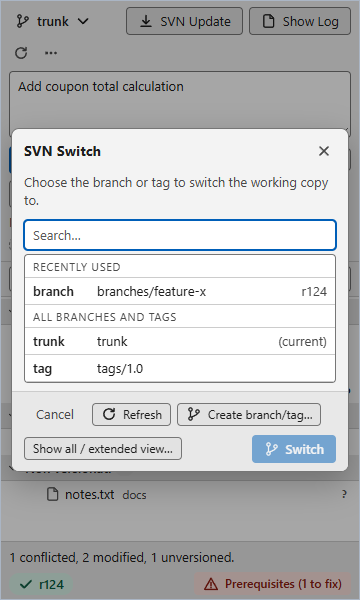 trunk
SVN Update
Show Log
Add coupon total calculation
SVN Switch
Choose the branch or tag to switch the working copy
to.
Search...
RECENTLY USED
branch branches/feature-x r124
ALL BRANCHES AND TAGS
trunk trunk (current)
tag tags/1.0
Cancel Refresh Create branch/tag...
Show all / extended view... Switch
notes.txt docs ?
1 conflicted, 2 modified, 1 unversioned.
r124 Prerequisites (1 to fix)